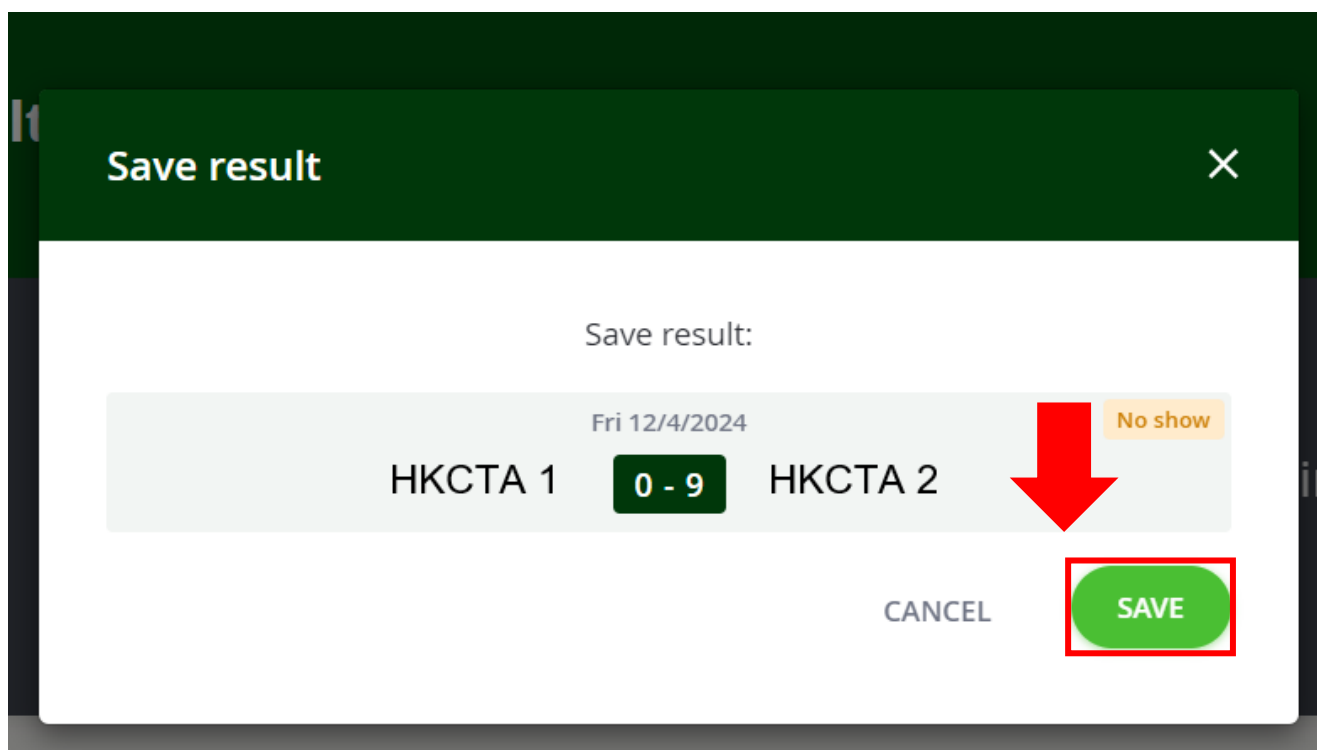 lt
Save result
Save result:
Fri 12/4/2024
No show
HKCTA 1 0 - 9 HKCTA 2
CANCEL SAVE